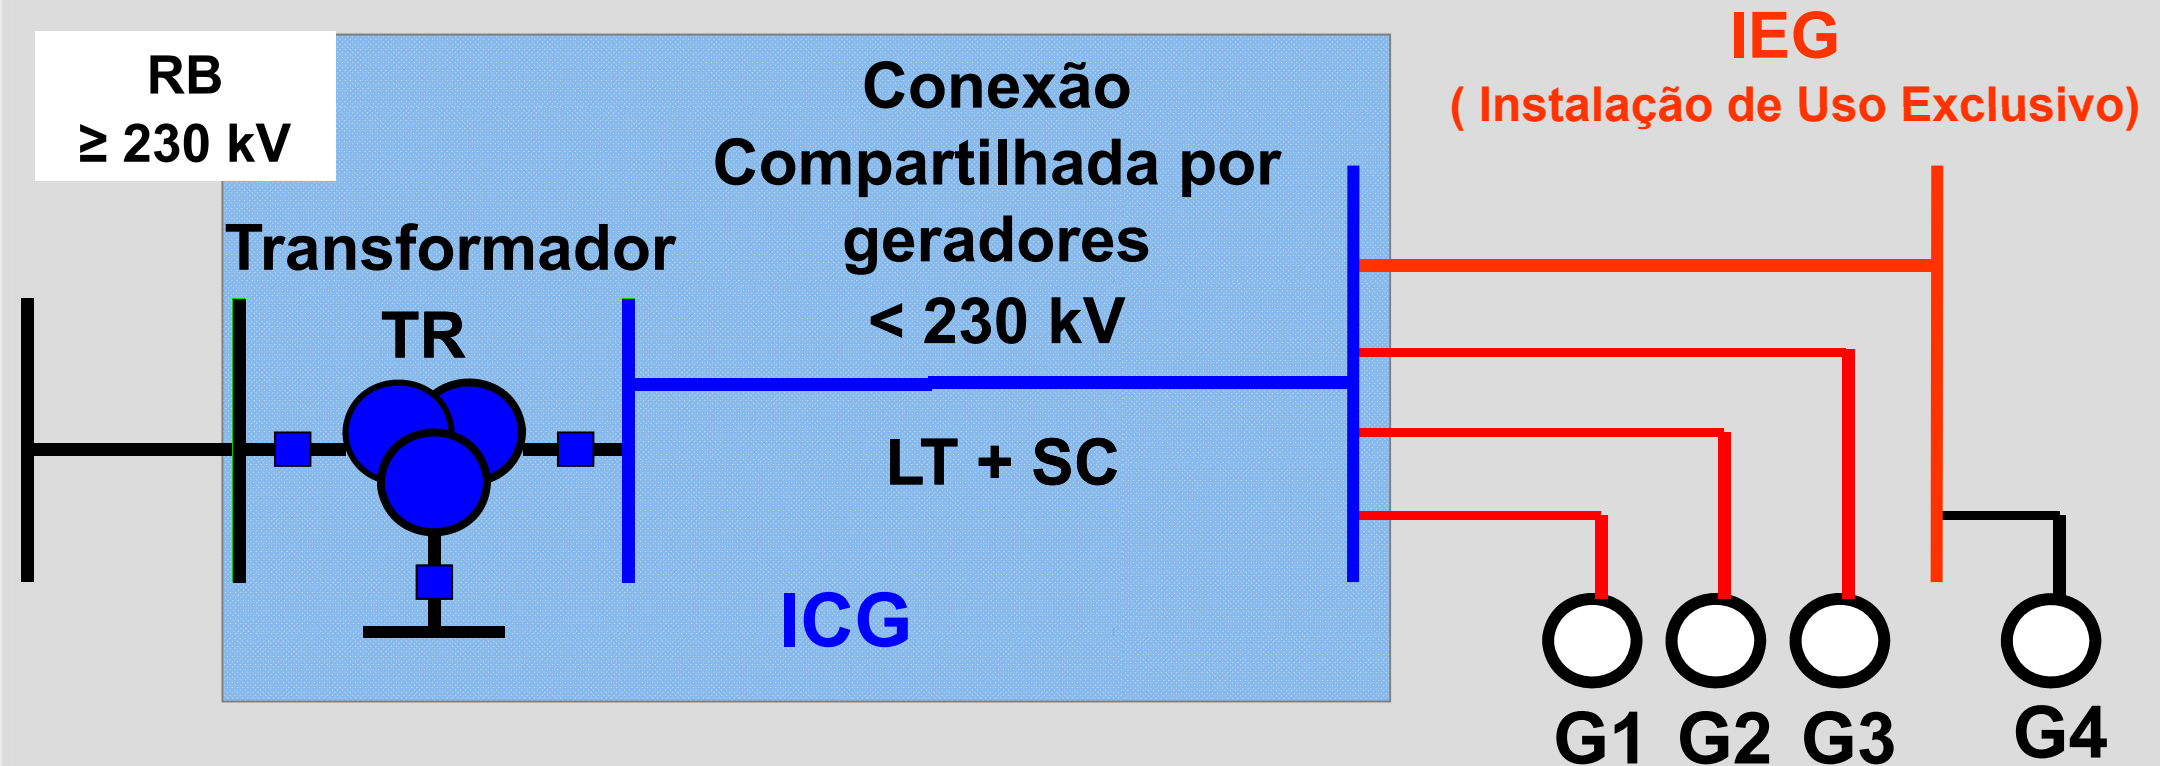 RB
≥ 230 kV
Conexão
Compartilhada por
geradores
< 230 kV
IEG
( Instalação de Uso Exclusivo)
Transformador
TR
LT + SC
ICG
G1 G2 G3 G4